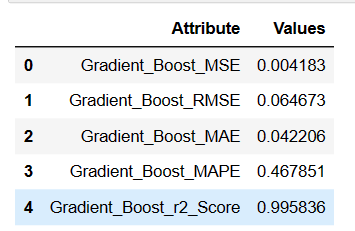 Attribute Values
0 Gradient_Boost_MSE 0.004183
1 Gradient_Boost_RMSE 0.064673
2 Gradient_Boost_MAE 0.042206
3 Gradient_Boost_MAPE 0.467851
4 Gradient_Boost_r2_Score 0.995836